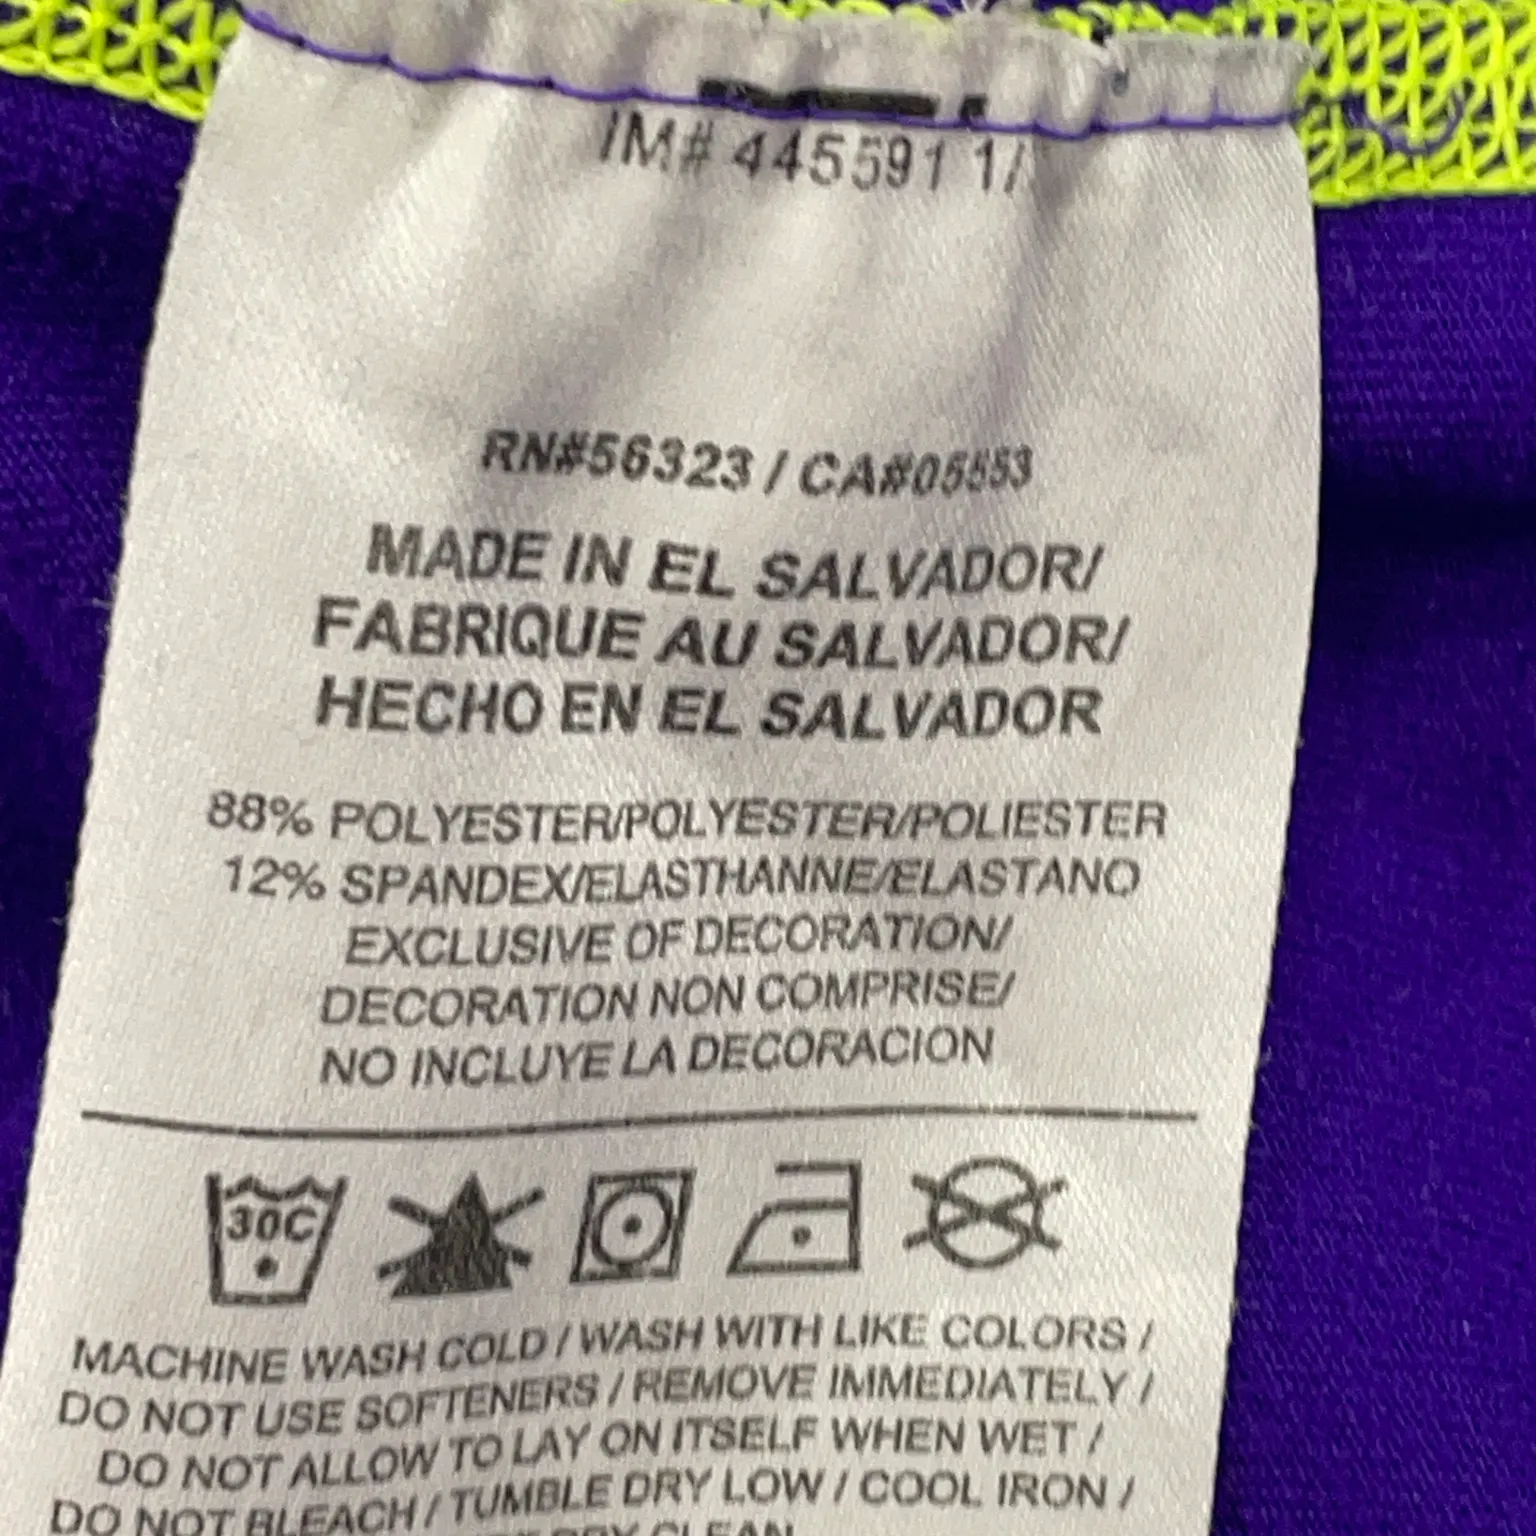 IM# 445591 1/
RN#56323 / CA#05553
MADE IN EL SALVADOR/
FABRIQUE AU SALVADOR/
HECHO EN EL SALVADOR
88% POLYESTER/POLYESTER/POLIESTER
12% SPANDEX/ELASTHANNE/ELASTANO
EXCLUSIVE OF DECORATION/
DECORATION NON COMPRISE/
NO INCLUYE LA DECORACION
30C
MACHINE WASH COLD / WASH WITH LIKE COLORS /
DO NOT USE SOFTENERS / REMOVE IMMEDIATELY /
DO NOT ALLOW TO LAY ON ITSELF WHEN WET /
DO NOT BLEACH / TUMBLE DRY LOW / COOL IRON /
DRY CLEAN